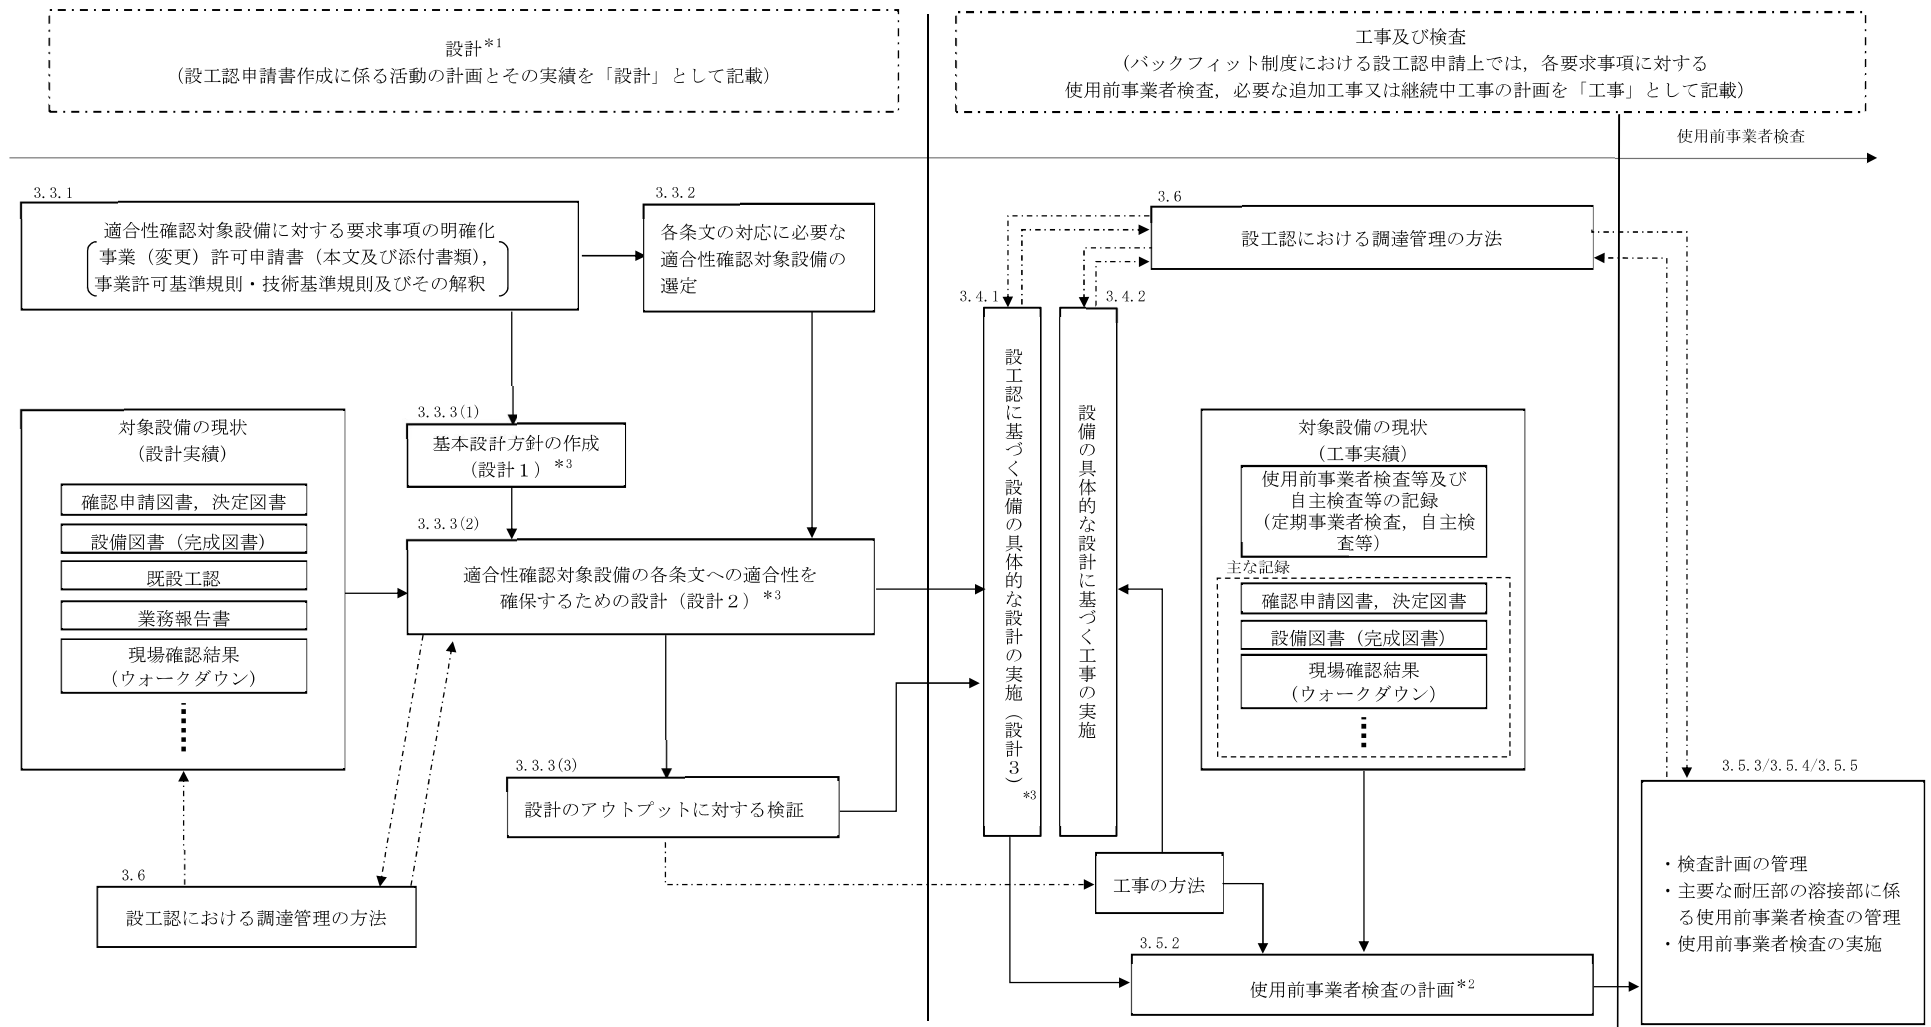 設計*1
(設工認申請書作成に係る活動の計画とその実績を「設計」として記載)
工事及び検査
(バックフィット制度における設工認申請上では，各要求事項に対する
使用前事業者検査，必要な追加工事又は継続中工事の計画を「工事」として記載)
使用前事業者検査
3.3.1
適合性確認対象設備に対する要求事項の明確化
事業（変更）許可申請書（本文及び添付書類），
事業許可基準規則・技術基準規則及びその解釈
3.3.2
各条文の対応に必要な
適合性確認対象設備の
選定
3.6
設工認における調達管理の方法
3.4.1
設工認に基づく設備の具体的な設計の実施（設計３）*3
3.4.2
設備の具体的な設計に基づく工事の実施
対象設備の現状
（設計実績）
確認申請図書，決定図書
設備図書（完成図書）
既設工認
業務報告書
現場確認結果
（ウォークダウン）
3.3.3(1)
基本設計方針の作成
（設計１）*3
3.3.3(2)
適合性確認対象設備の各条文への適合性を
確保するための設計（設計２）*3
3.3.3(3)
設計のアウトプットに対する検証
3.6
設工認における調達管理の方法
対象設備の現状
（工事実績）
使用前事業者検査等及び
自主検査等の記録
（定期事業者検査，自主検
査等）
主な記録
確認申請図書，決定図書
設備図書（完成図書）
現場確認結果
（ウォークダウン）
工事の方法
3.5.2
使用前事業者検査の計画*2
3.5.3/3.5.4/3.5.5
・検査計画の管理
・主要な耐圧部の溶接部に係
る使用前事業者検査の管理
・使用前事業者検査の実施